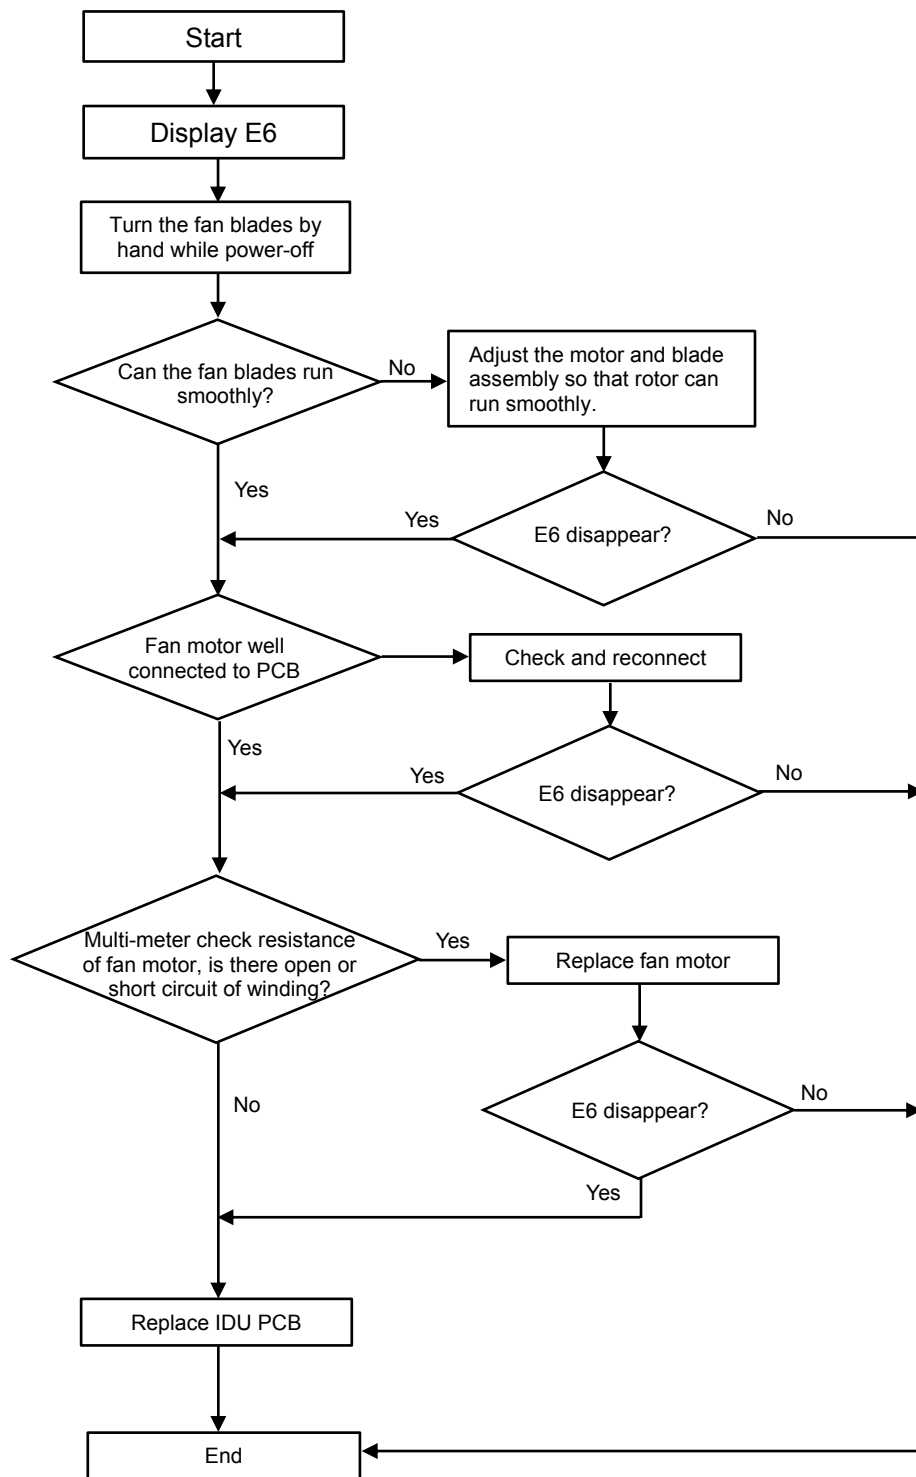 Start
Display E6
Turn the fan blades by
hand while power-off
Can the fan blades run
smoothly?
No
Adjust the motor and blade
assembly so that rotor can
run smoothly.
Yes
Yes
E6 disappear?
No
Fan motor well
connected to PCB
Check and reconnect
Yes
Yes
E6 disappear?
No
Multi-meter check resistance
of fan motor, is there open or
short circuit of winding?
Yes
Replace fan motor
No
E6 disappear?
No
Yes
Replace IDU PCB
End